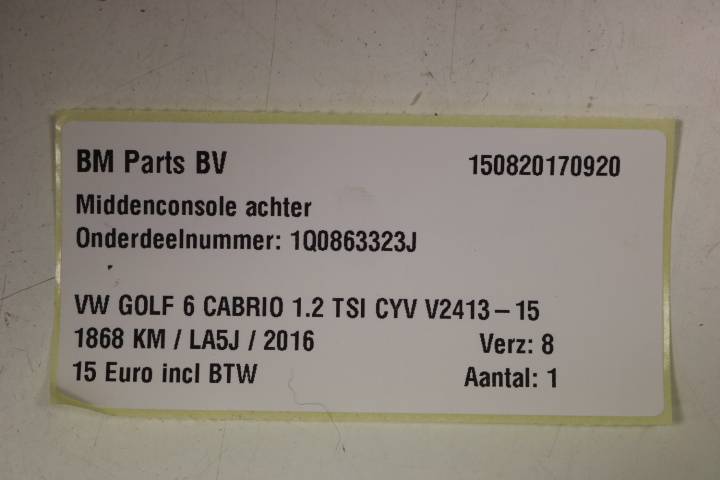 BM Parts BV 150820170920
Middenconsole achter
Onderdeelnummer: 1Q0863323J
VW GOLF 6 CABRIO 1.2 TSI CYV V2413-15
1868 KM / LA5J / 2016 Verz: 8
15 Euro incl BTW Aantal: 1